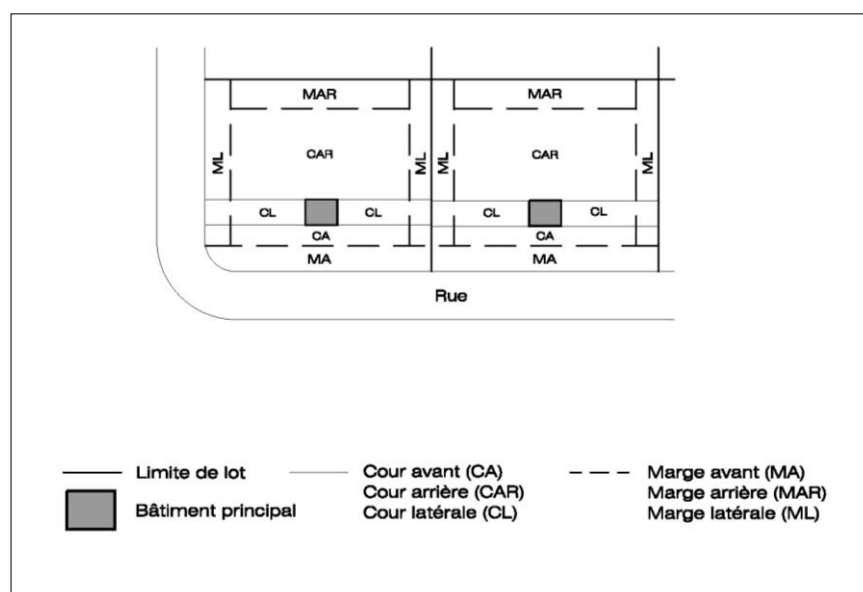 MAR MAR
ML CAR ML ML CAR ML
CL CL CL CL
CA CA
MA MA
Rue
Limite de lot
Bâtiment principal
Cour avant (CA)
Cour arrière (CAR)
Cour latérale (CL)
Marge avant (MA)
Marge arrière (MAR)
Marge latérale (ML)